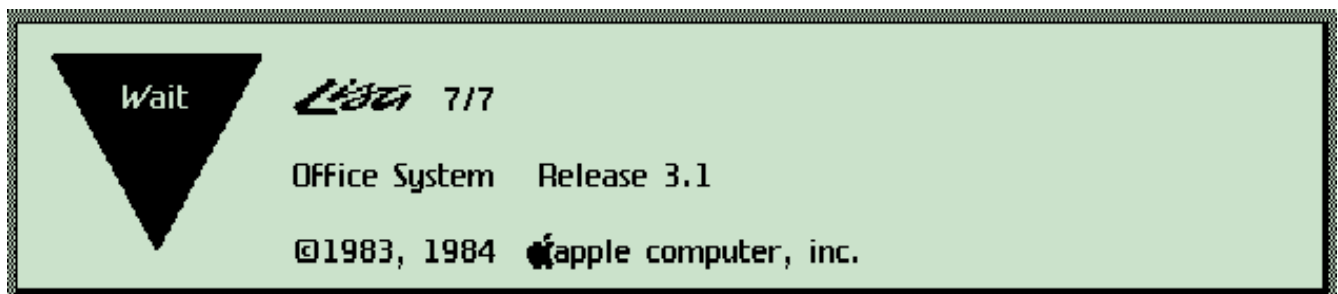 Wait
Lisa 7/7
Office System Release 3.1
©1983, 1984 apple computer, inc.